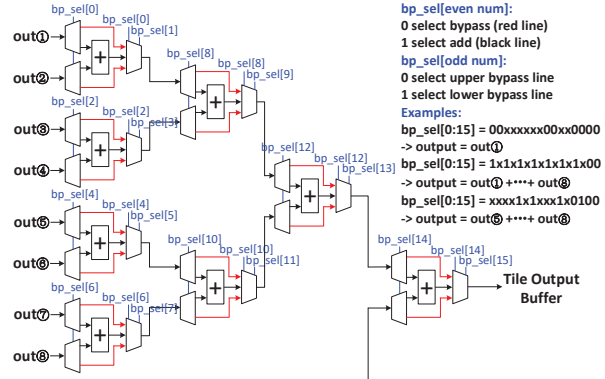 bp_sel[0]
bp_sel[0]
bp_sel[1]
out①
+
out②
bp_sel[2]
bp_sel[2]
bp_sel[3]
out③
+
out④
bp_sel[4]
bp_sel[4]
bp_sel[5]
out⑤
+
out⑥
bp_sel[6]
bp_sel[6]
bp_sel[7]
out⑦
+
out⑧
bp_sel[8]
bp_sel[8]
bp_sel[9]
+
bp_sel[10]
bp_sel[10]
bp_sel[11]
+
bp_sel[12]
bp_sel[12]
bp_sel[13]
+
bp_sel[14]
bp_sel[14]
bp_sel[15]
+
Tile Output
Buffer
bp_sel[even num]:
0 select bypass (red line)
1 select add (black line)
bp_sel[odd num]:
0 select upper bypass line
1 select lower bypass line
Examples:
bp_sel[0:15] = 00xxxxxx00xx0000
-> output = out①
bp_sel[0:15] = 1x1x1x1x1x1x1x00
-> output = out① +···+ out⑧
bp_sel[0:15] = xxxx1x1xxx1x0100
-> output = out⑤ +···+ out⑧